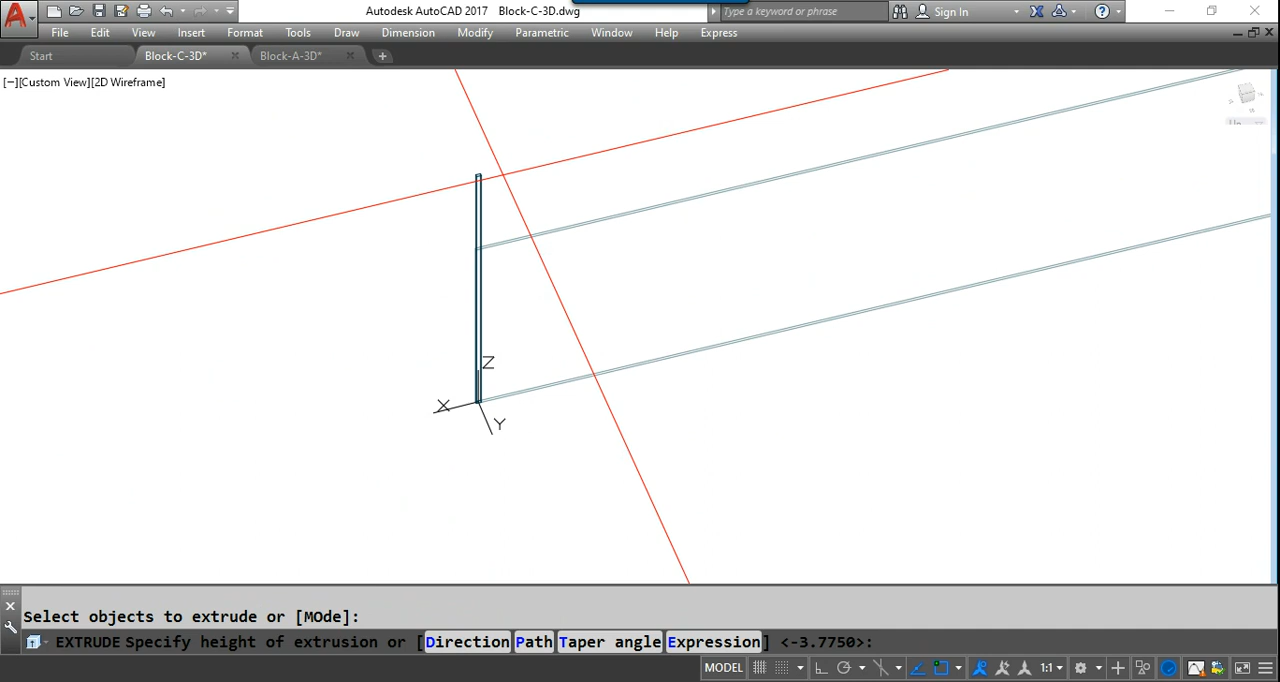 Autodesk AutoCAD 2017 Block-C-3D.dwg
Type a keyword or phrase
Sign In
File Edit View Insert Format Tools Draw Dimension Modify Parametric Window Help Express
Start Block-C-3D* Block-A-3D*
[−][Custom View][2D Wireframe]
Z
X
Y
Select objects to extrude or [MOde]:
EXTRUDE Specify height of extrusion or [Direction Path Taper angle Expression] <-3.7750>:
MODEL 1:1